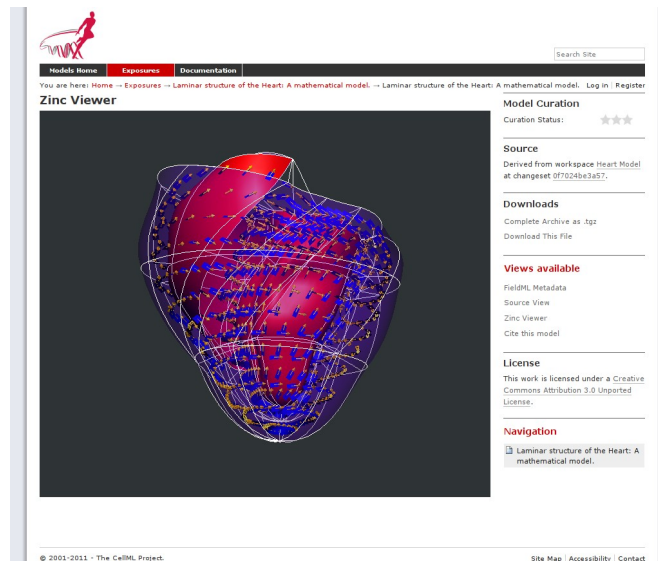 Search Site
Models Home Exposures Documentation
You are here: Home → Exposures → Laminar structure of the Heart: A mathematical model. → Laminar structure of the Heart: A mathematical model. Log in Register
Zinc Viewer
Model Curation
Curation Status:
Source
Derived from workspace Heart Model
at changeset 0f7024be3a57.
Downloads
Complete Archive as .tgz
Download This File
Views available
FieldML Metadata
Source View
Zinc Viewer
Cite this model
License
This work is licensed under a Creative
Commons Attribution 3.0 Unported
License.
Navigation
Laminar structure of the Heart: A
mathematical model.
© 2001-2011 - The CellML Project.
Site Map Accessibility Contact